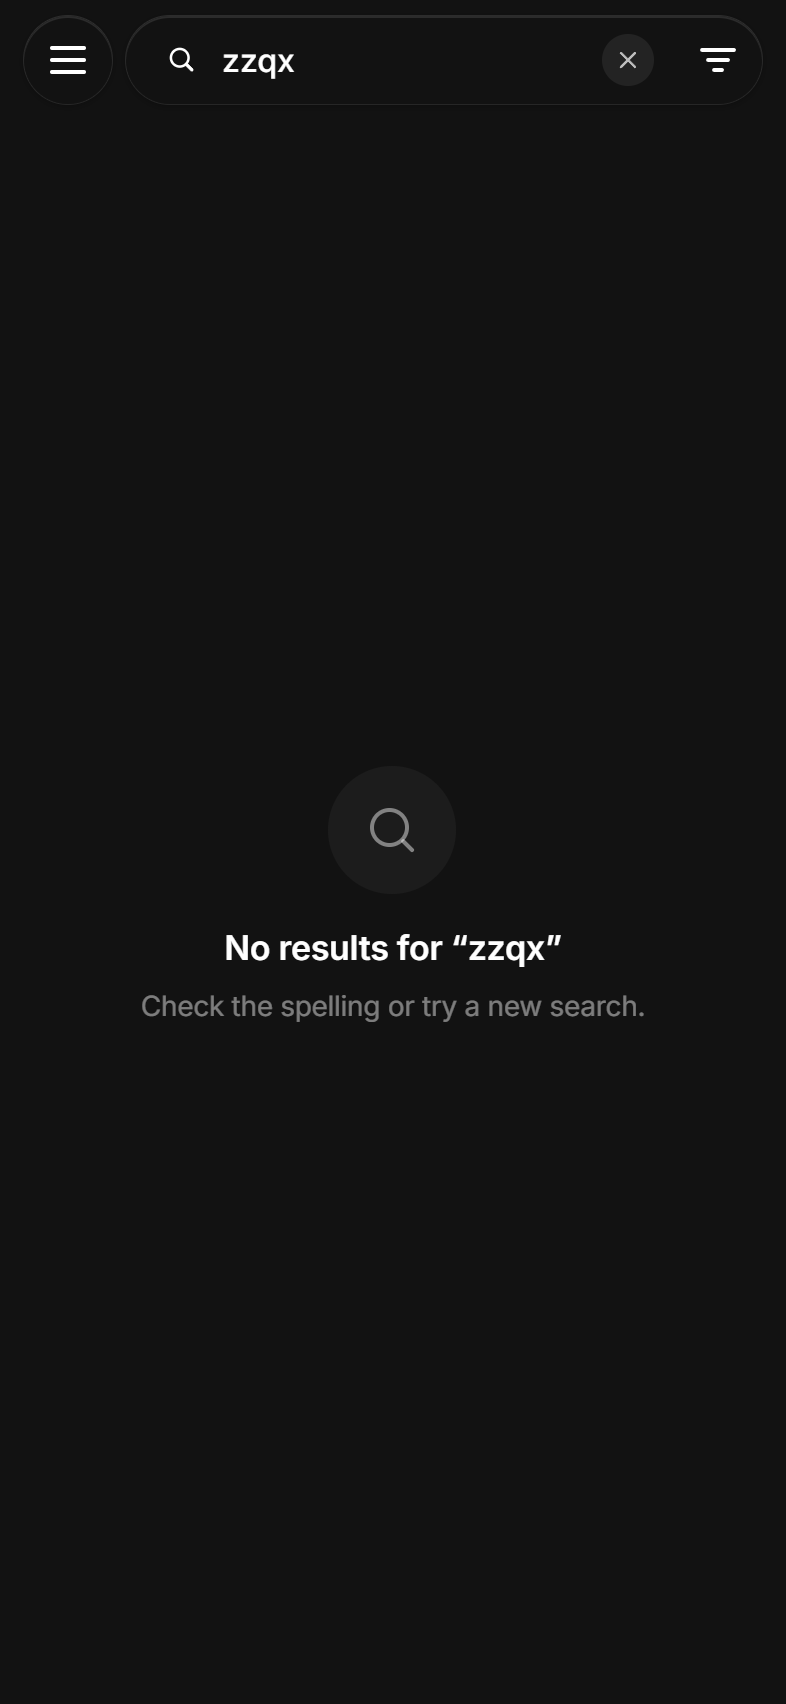 zzqx
No results for “zzqx”
Check the spelling or try a new search.